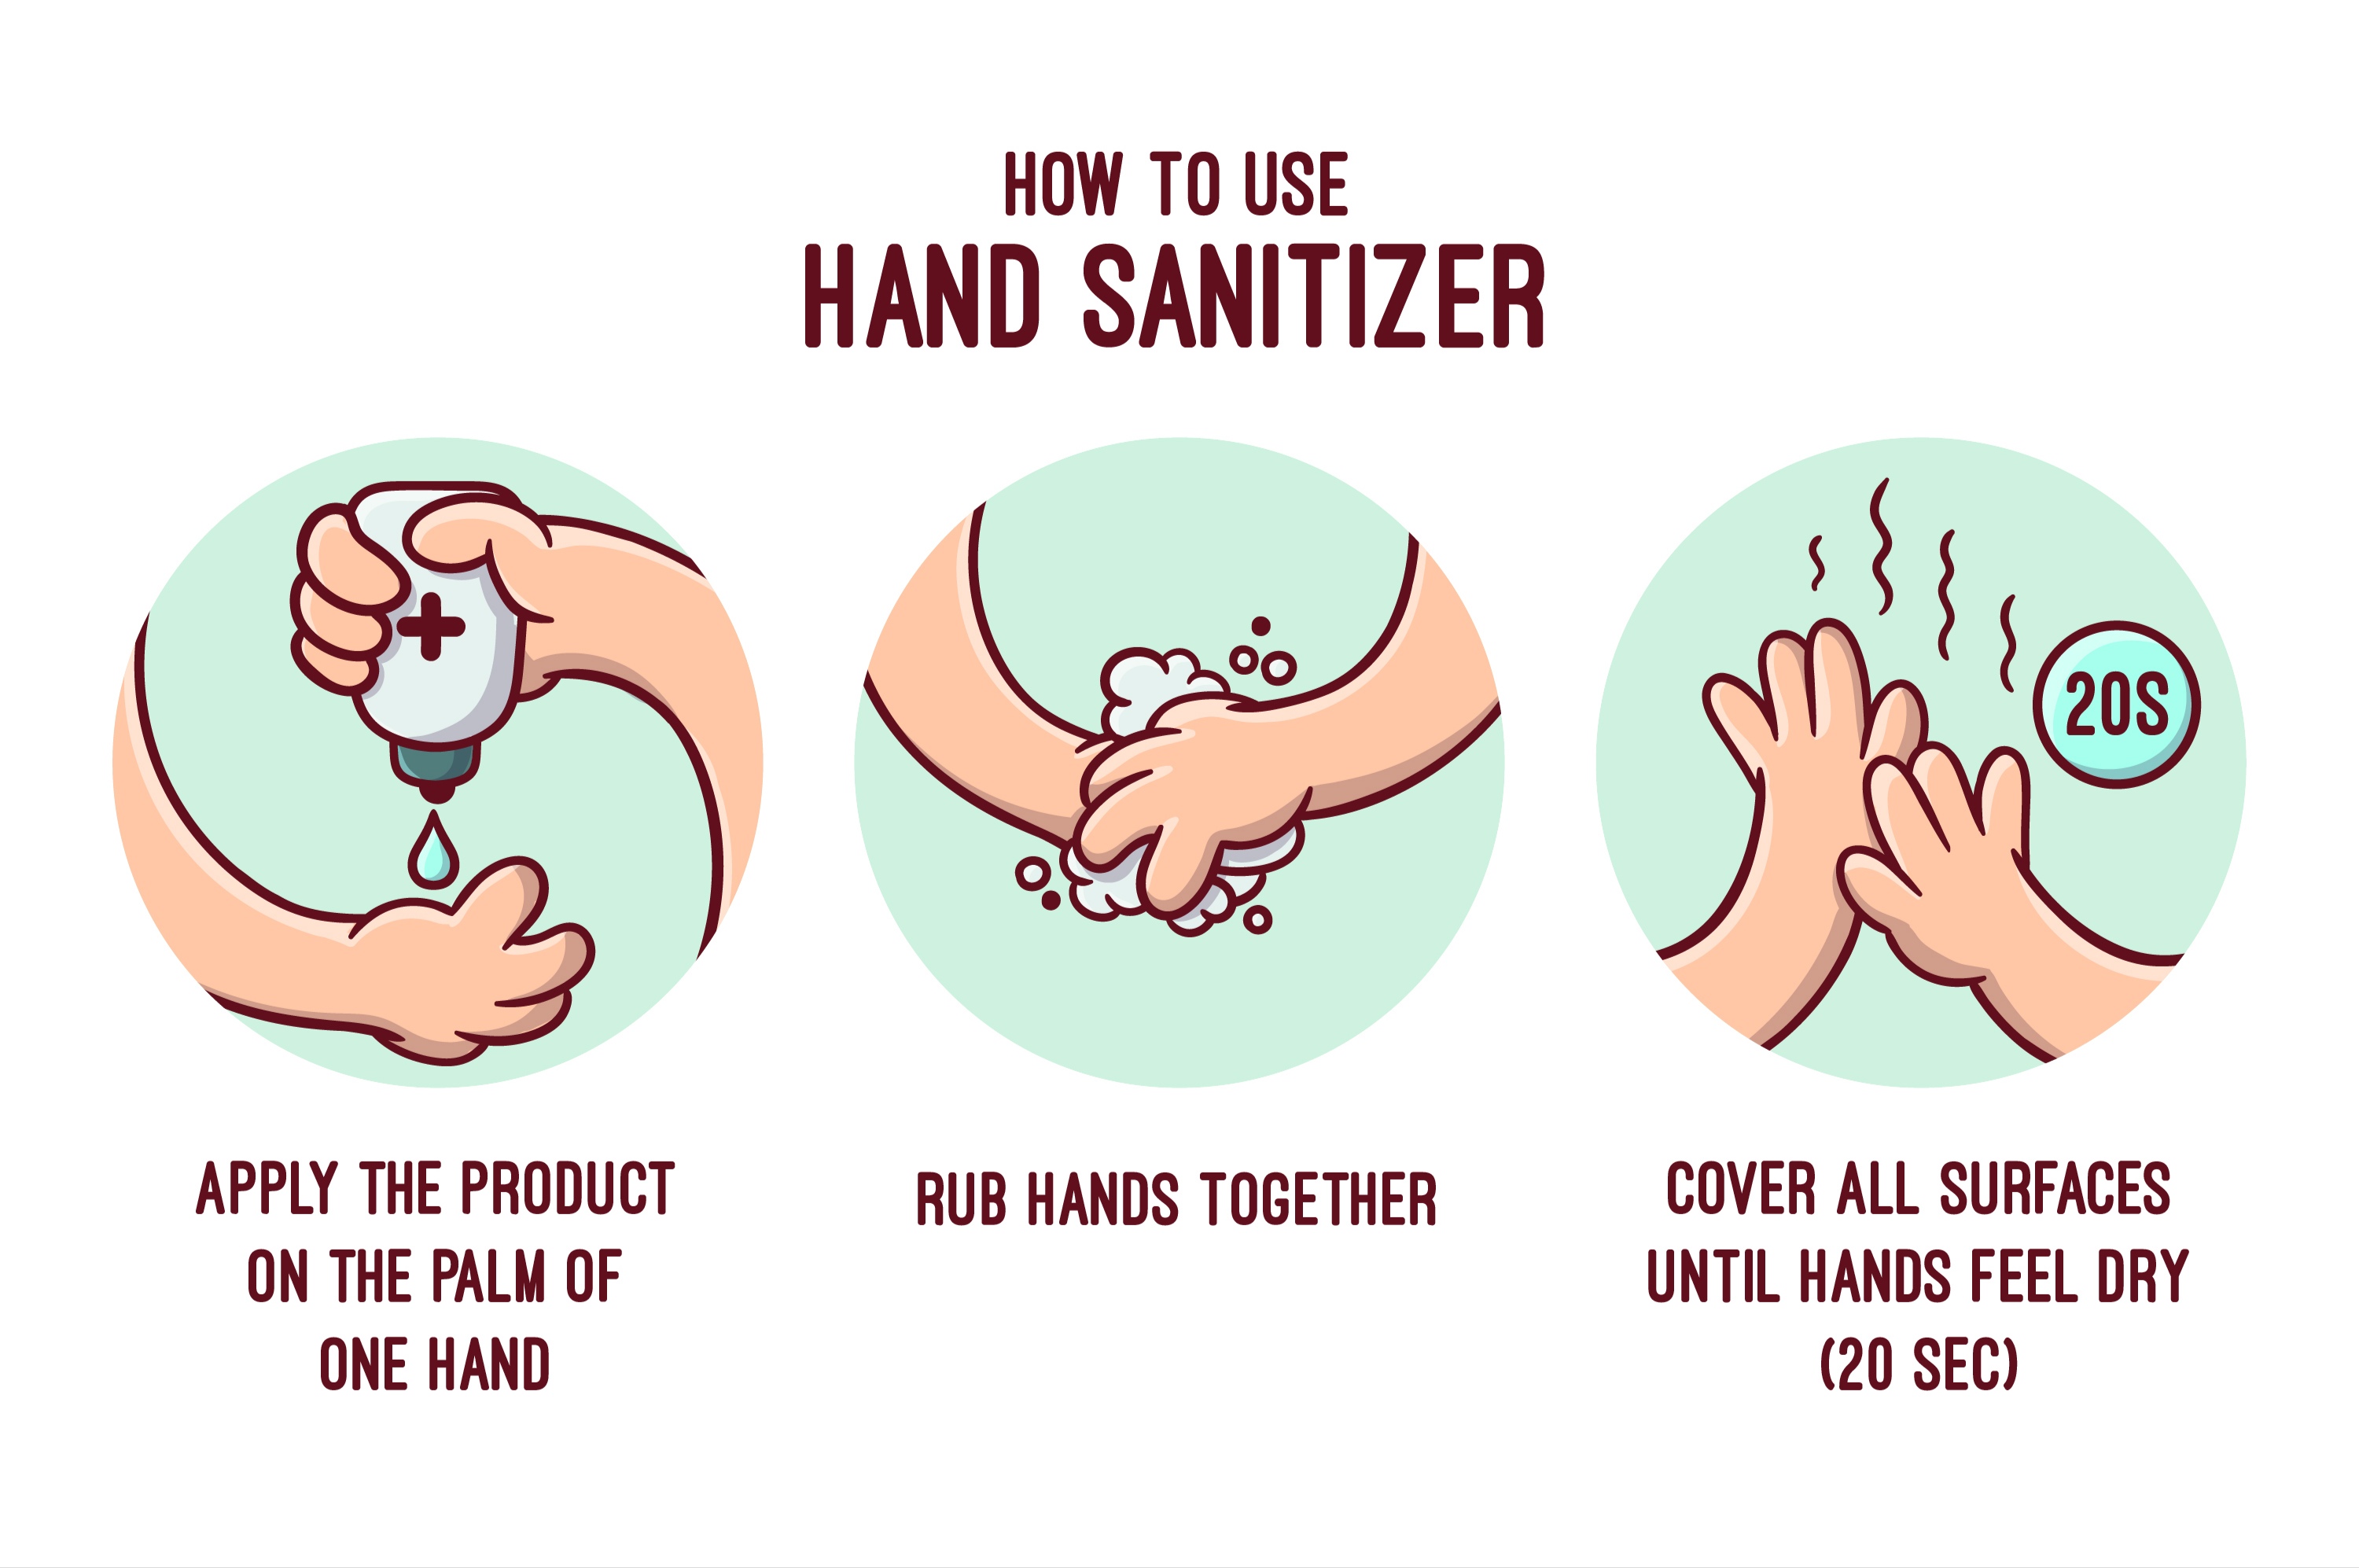 HOW TO USE
HAND SANITIZER
20S
APPLY THE PRODUCT
ON THE PALM OF
ONE HAND
RUB HANDS TOGETHER
COVER ALL SURFACES
UNTIL HANDS FEEL DRY
(20 SEC)